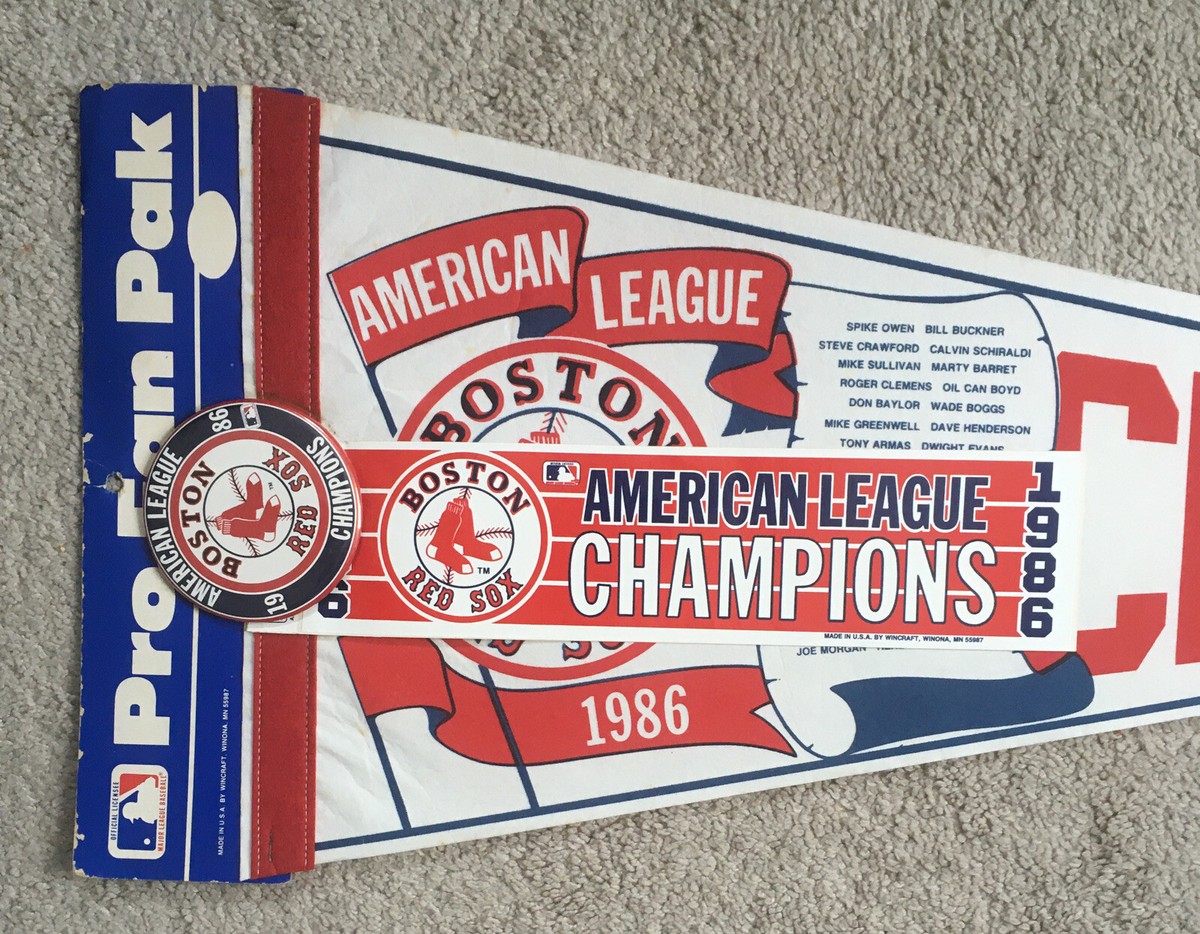 Pro Fan Pak
OFFICIAL LICENSEE
MAJOR LEAGUE BASEBALL
MADE IN U.S.A. BY WINCRAFT, WINONA, MN 55987
AMERICAN LEAGUE
BOSTON
1986
SPIKE OWEN BILL BUCKNER
STEVE CRAWFORD CALVIN SCHIRALDI
MIKE SULLIVAN MARTY BARRET
ROGER CLEMENS OIL CAN BOYD
DON BAYLOR WADE BOGGS
MIKE GREENWELL DAVE HENDERSON
TONY ARMAS DWIGHT EVANS
JOE MORGAN
AMERICAN LEAGUE CHAMPIONS
19 86
BOSTON
RED SOX
TM
BOSTON
RED SOX
TM
AMERICAN LEAGUE
CHAMPIONS
1986
MADE IN U.S.A. BY WINCRAFT, WINONA, MN 55987